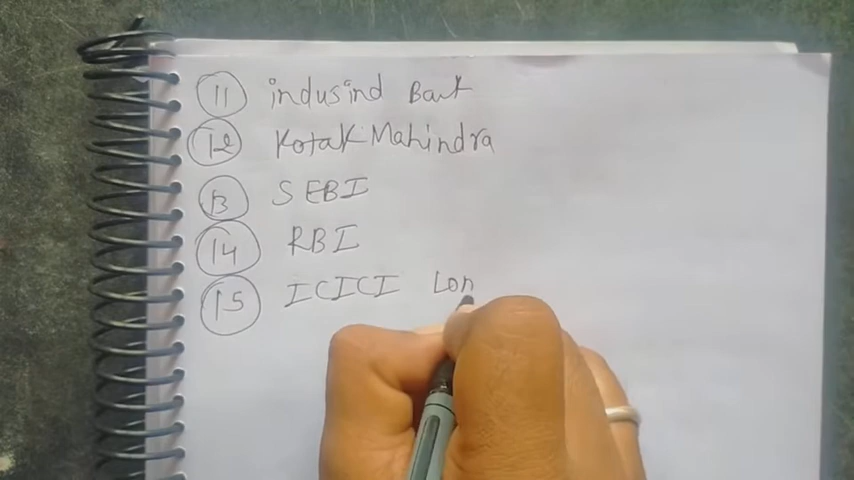 11 indusind Bank
12 Kotak Mahindra
13 SEBI
14 RBI
15 ICICI Lon